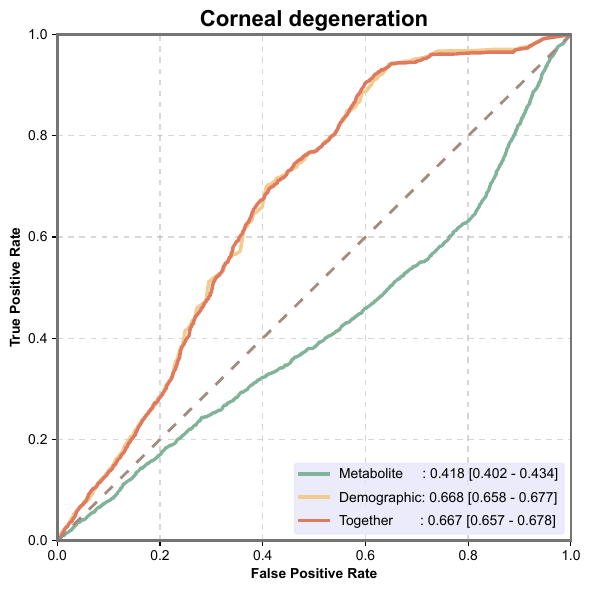 Corneal degeneration
True Positive Rate
1.0
0.8
0.6
0.4
0.2
0.0
Metabolite : 0.418 [0.402 - 0.434]
Demographic: 0.668 [0.658 - 0.677]
Together : 0.667 [0.657 - 0.678]
0.0 0.2 0.4 0.6 0.8 1.0
False Positive Rate